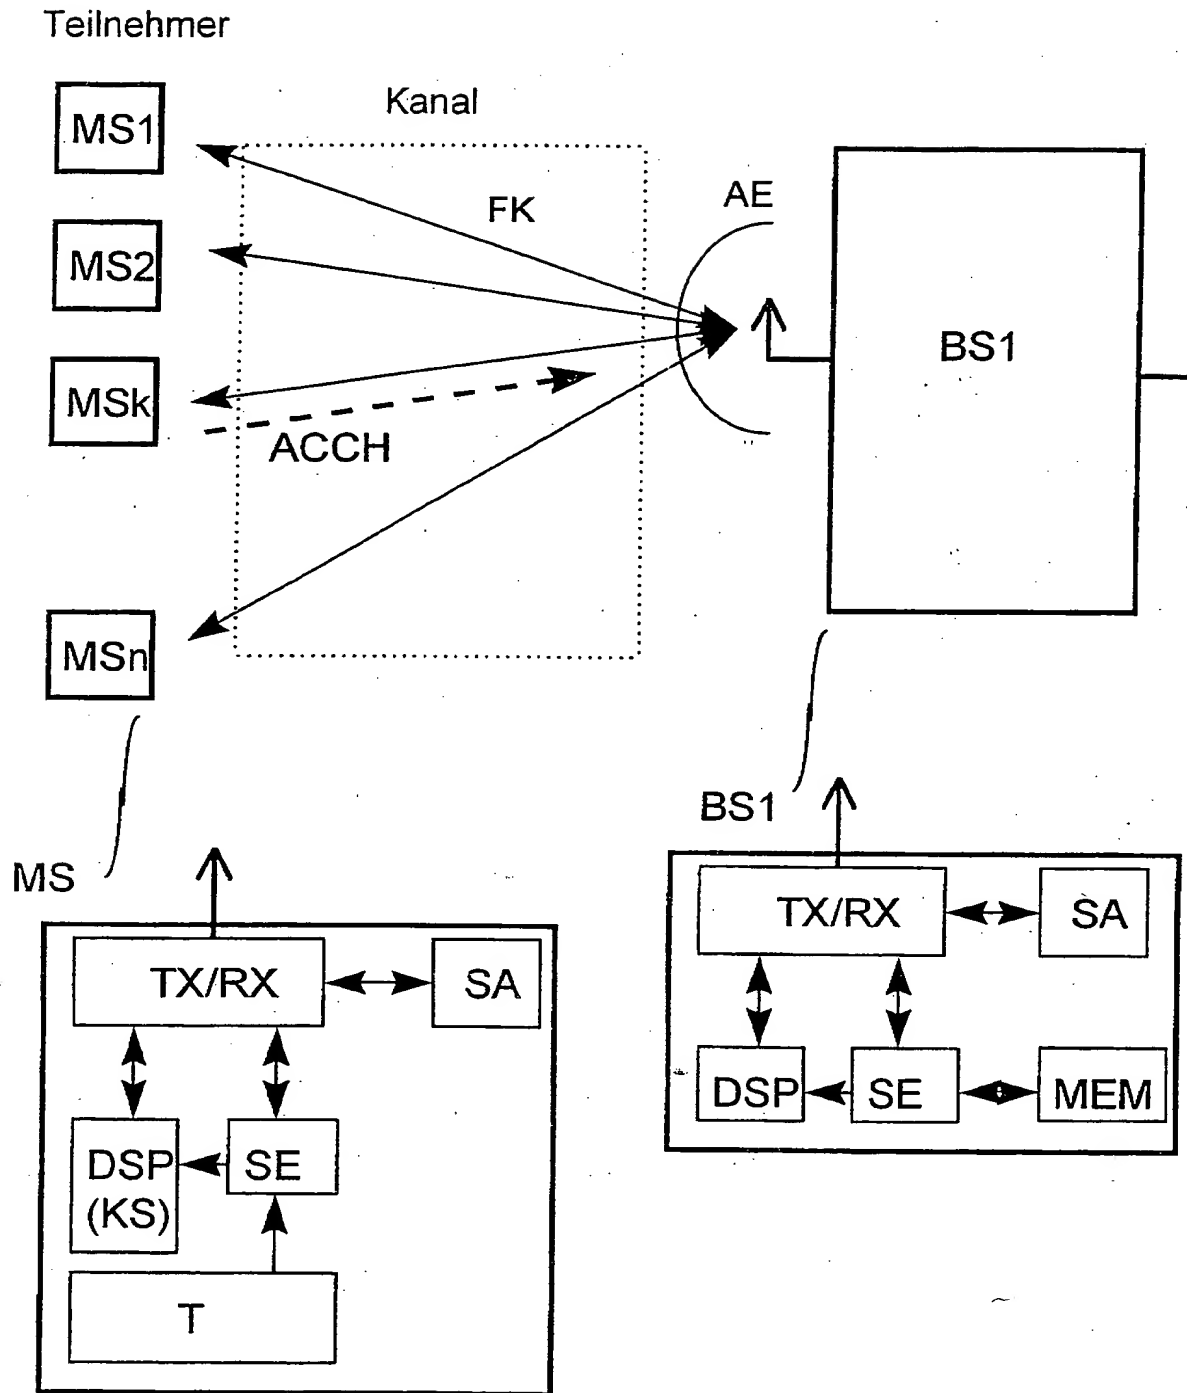 Teilnehmer
MS1
Kanal
FK
AE
MS2
BS1
MSk
ACCH
MSn
BS1
MS
TX/RX
SA
TX/RX
SA
DSP
SE
MEM
DSP
(KS)
SE
T